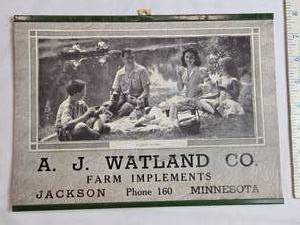 A. J. WATLAND CO.
FARM IMPLEMENTS
JACKSON Phone 160 MINNESOTA